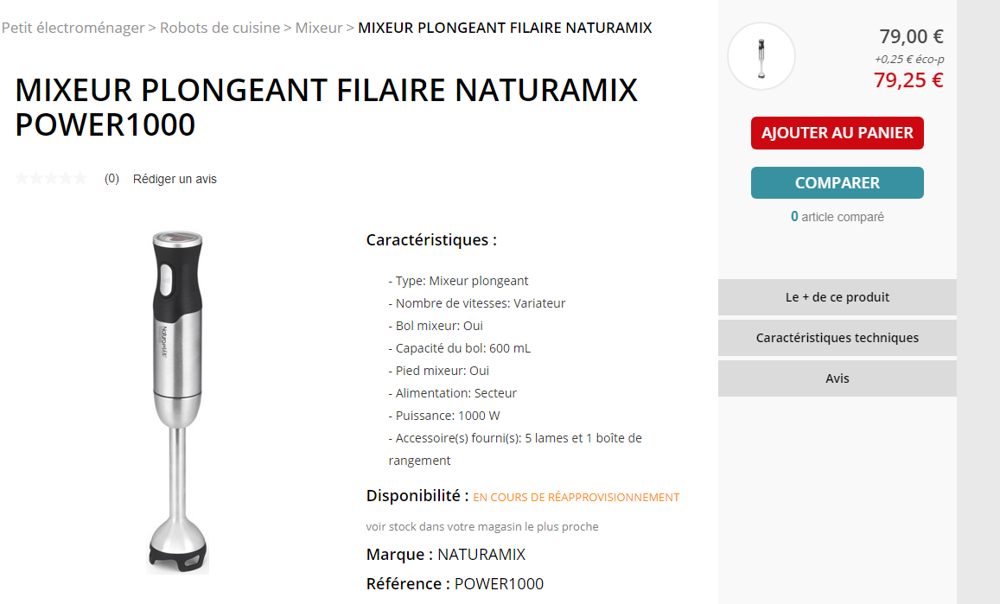 Petit électroménager > Robots de cuisine > Mixeur > MIXEUR PLONGEANT FILAIRE NATURAMIX
MIXEUR PLONGEANT FILAIRE NATURAMIX
POWER1000
(0) Rédiger un avis
Caractéristiques :
- Type: Mixeur plongeant
- Nombre de vitesses: Variateur
- Bol mixeur: Oui
- Capacité du bol: 600 mL
- Pied mixeur: Oui
- Alimentation: Secteur
- Puissance: 1000 W
- Accessoire(s) fourni(s): 5 lames et 1 boîte de
rangement
Disponibilité : EN COURS DE RÉAPPROVISIONNEMENT
voir stock dans votre magasin le plus proche
Marque : NATURAMIX
Référence : POWER1000
79,00 €
+0,25 € éco-p
79,25 €
AJOUTER AU PANIER
COMPARER
0 article comparé
Le + de ce produit
Caractéristiques techniques
Avis